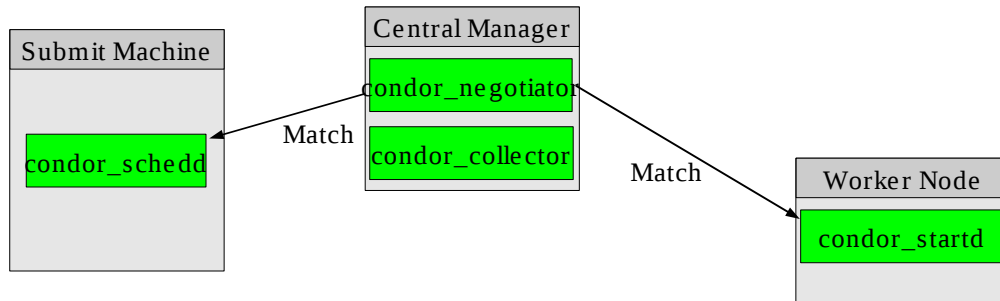 Central Manager
Submit Machine
condor_negotiator
Match
condor_schedd
condor_collector
Match
Worker Node
condor_startd